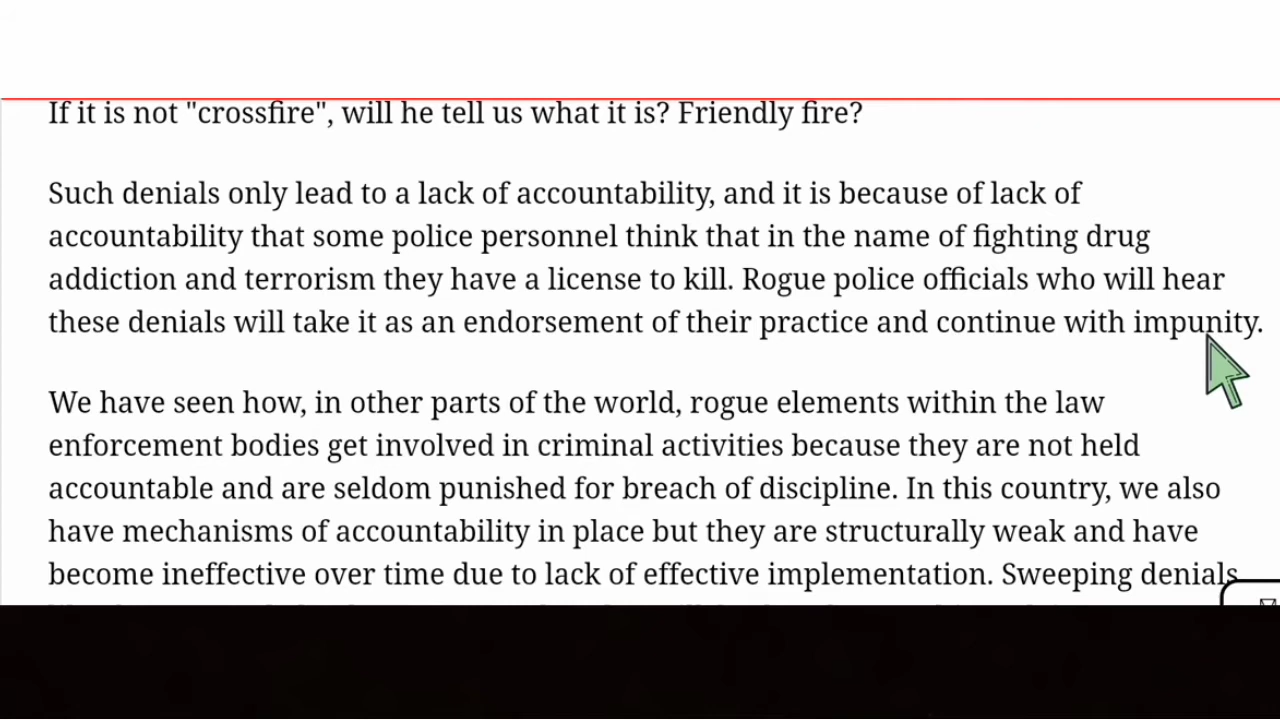 If it is not "crossfire", will he tell us what it is? Friendly fire?
Such denials only lead to a lack of accountability, and it is because of lack of
accountability that some police personnel think that in the name of fighting drug
addiction and terrorism they have a license to kill. Rogue police officials who will hear
these denials will take it as an endorsement of their practice and continue with impunity.
We have seen how, in other parts of the world, rogue elements within the law
enforcement bodies get involved in criminal activities because they are not held
accountable and are seldom punished for breach of discipline. In this country, we also
have mechanisms of accountability in place but they are structurally weak and have
become ineffective over time due to lack of effective implementation. Sweeping denials